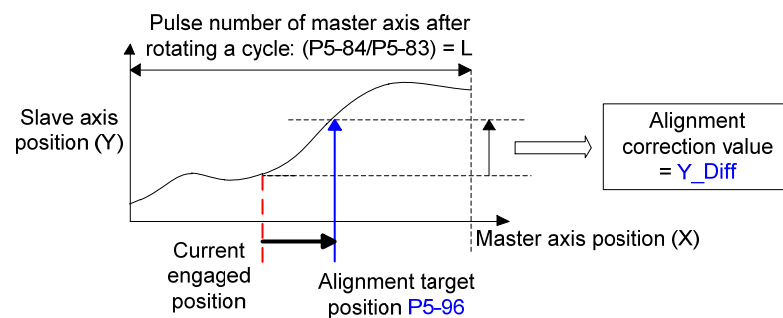 Pulse number of master axis after
rotating a cycle: (P5-84/P5-83) = L
Slave axis
position (Y)
Alignment
correction value
= Y_Diff
Master axis position (X)
Current
engaged
position
Alignment target
position P5-96